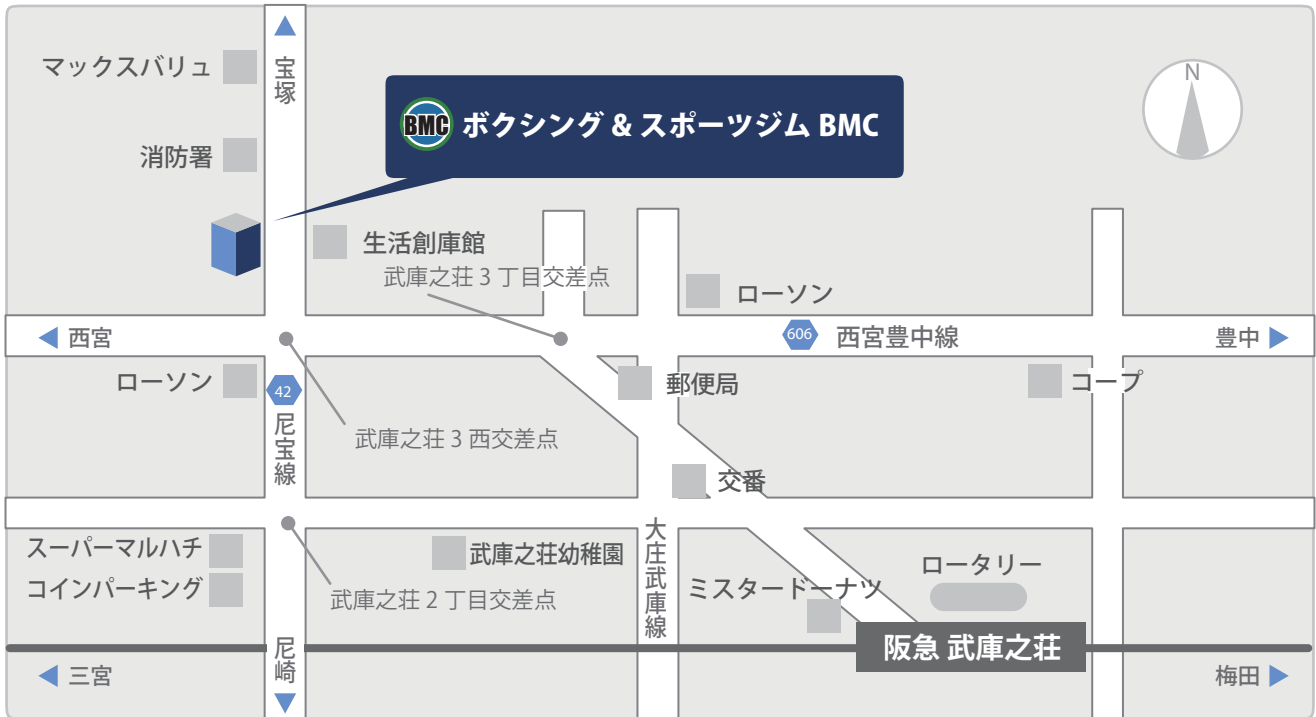 マックスバリュ
宝塚
N
BMC ボクシング & スポーツジム BMC
消防署
生活創庫館
武庫之荘 3 丁目交差点
ローソン
西宮
606 西宮豊中線
豊中
ローソン
42
尼宝線
郵便局
コープ
武庫之荘 3 西交差点
交番
スーパーマルハチ
武庫之荘幼稚園
大庄武庫線
ロータリー
コインパーキング
武庫之荘 2 丁目交差点
ミスタードーナツ
尼崎
阪急 武庫之荘
三宮
梅田